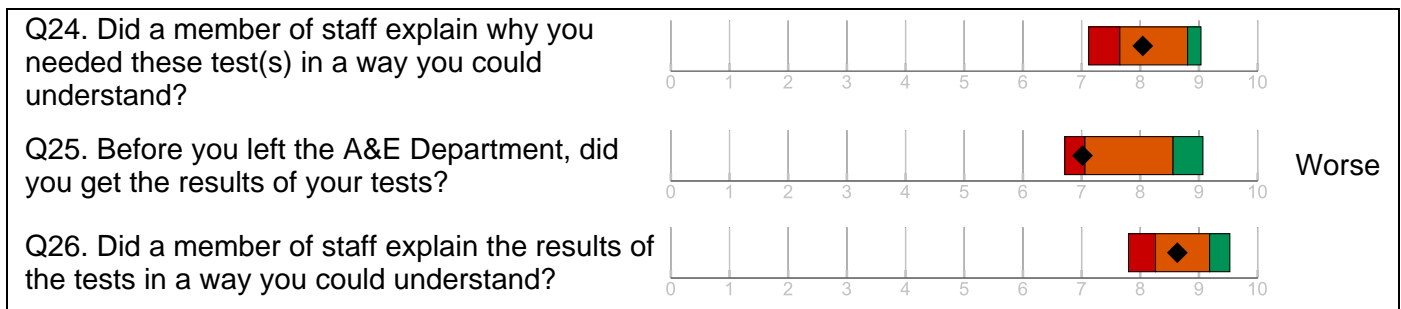 Q24. Did a member of staff explain why you
needed these test(s) in a way you could
understand?
0 1 2 3 4 5 6 7 8 9 10
Q25. Before you left the A&E Department, did
you get the results of your tests?
0 1 2 3 4 5 6 7 8 9 10
Worse
Q26. Did a member of staff explain the results of
the tests in a way you could understand?
0 1 2 3 4 5 6 7 8 9 10